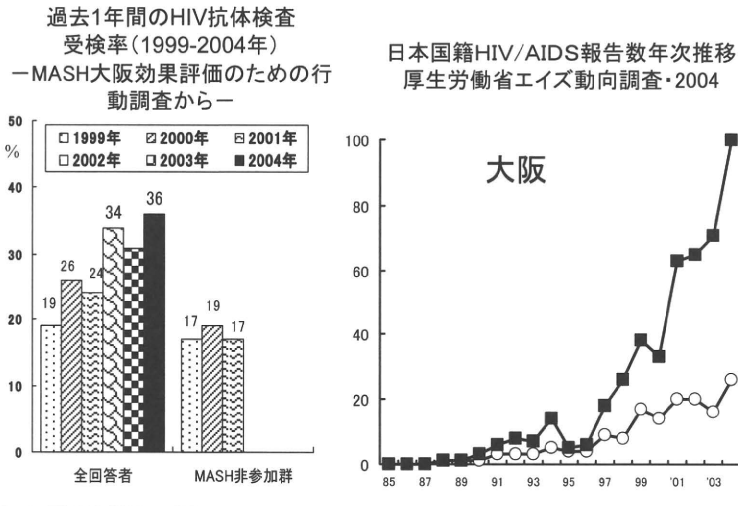 過去1年間のHIV抗体検査
受検率(1999-2004年)
－MASH大阪効果評価のための行
動調査から－
%
50
40
30
20
10
0
1999年 2000年 2001年
2002年 2003年 2004年
19
26
24
34
36
17
19
17
全回答者
MASH非参加群
日本国籍HIV/AIDS報告数年次推移
厚生労働省エイズ動向調査・2004
大阪
100
80
60
40
20
0
85 87 89 91 93 95 97 99 '01 '03